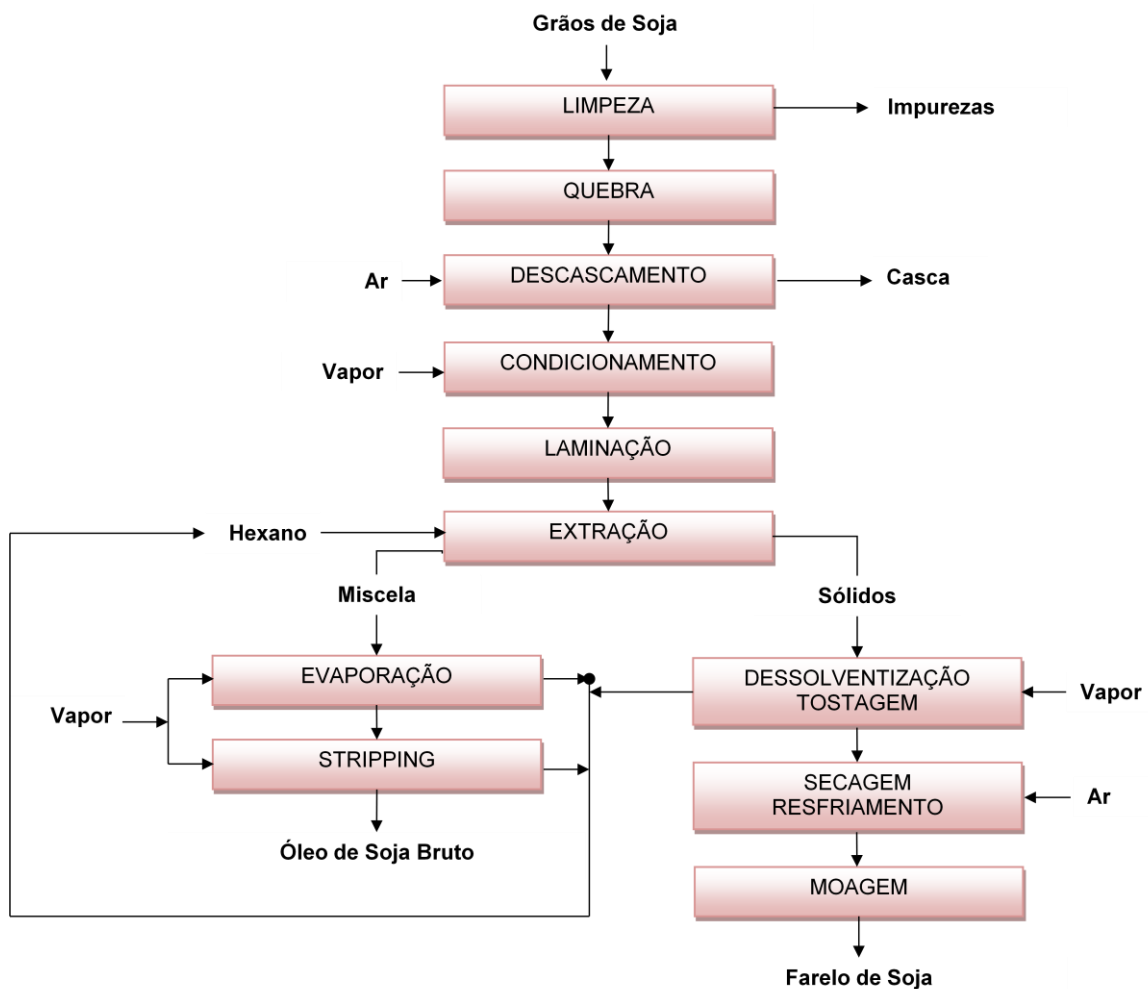 Grãos de Soja
LIMPEZA
Impurezas
QUEBRA
Ar
DESCASCAMENTO
Casca
Vapor
CONDICIONAMENTO
LAMINAÇÃO
Hexano
EXTRAÇÃO
Miscela
Sólidos
EVAPORAÇÃO
DESSOLVENTIZAÇÃO
TOSTAGEM
Vapor
Vapor
STRIPPING
SECAGEM
RESFRIAMENTO
Ar
Óleo de Soja Bruto
MOAGEM
Farelo de Soja